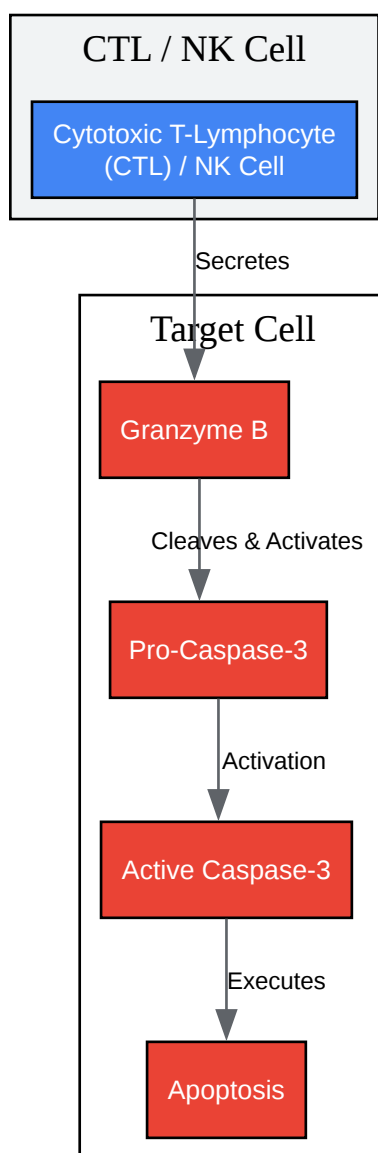 CTL / NK Cell
Cytotoxic T-Lymphocyte
(CTL) / NK Cell
Secretes
Target Cell
Granzyme B
Cleaves & Activates
Pro-Caspase-3
Activation
Active Caspase-3
Executes
Apoptosis